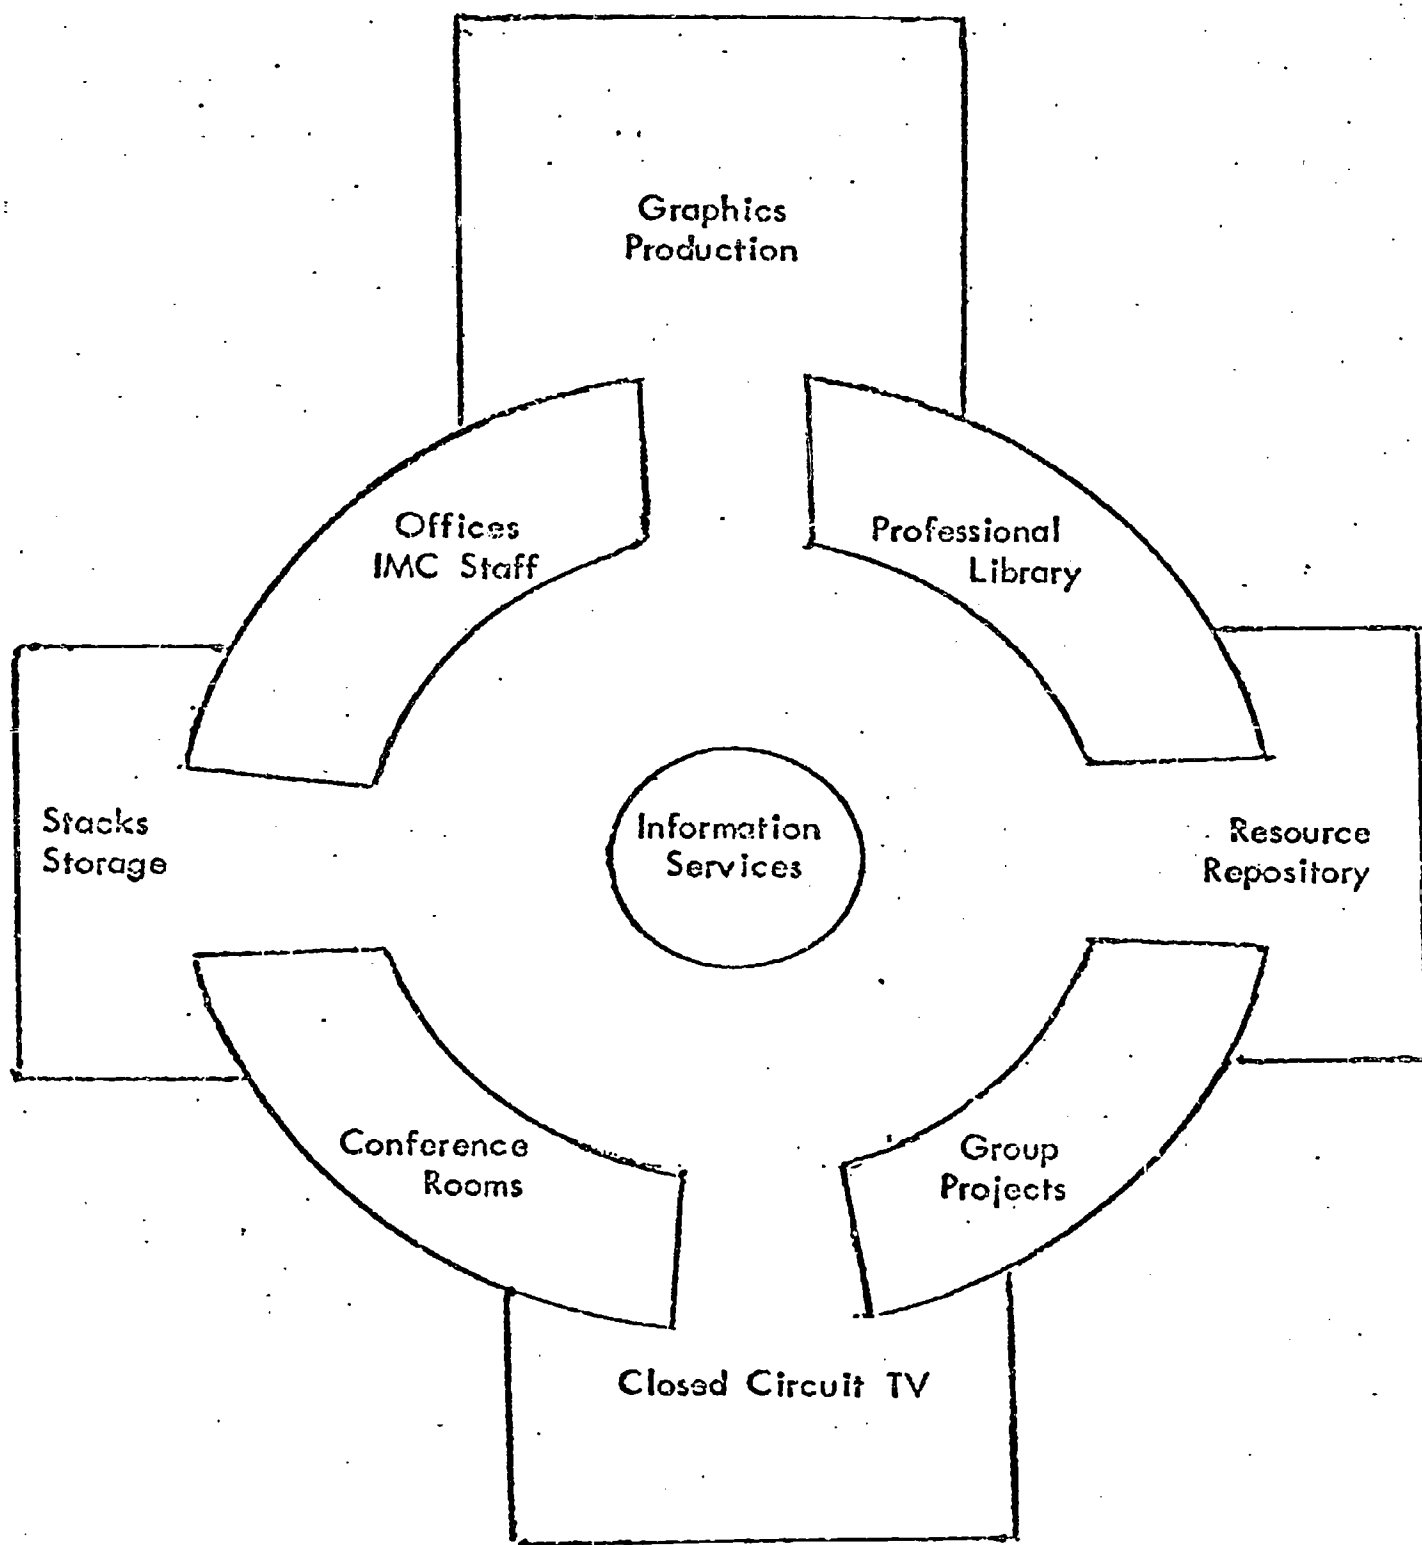 Graphics
Production
Offices
IMC Staff
Professional
Library
Stacks
Storage
Information
Services
Resource
Repository
Conference
Rooms
Group
Projects
Closed Circuit TV